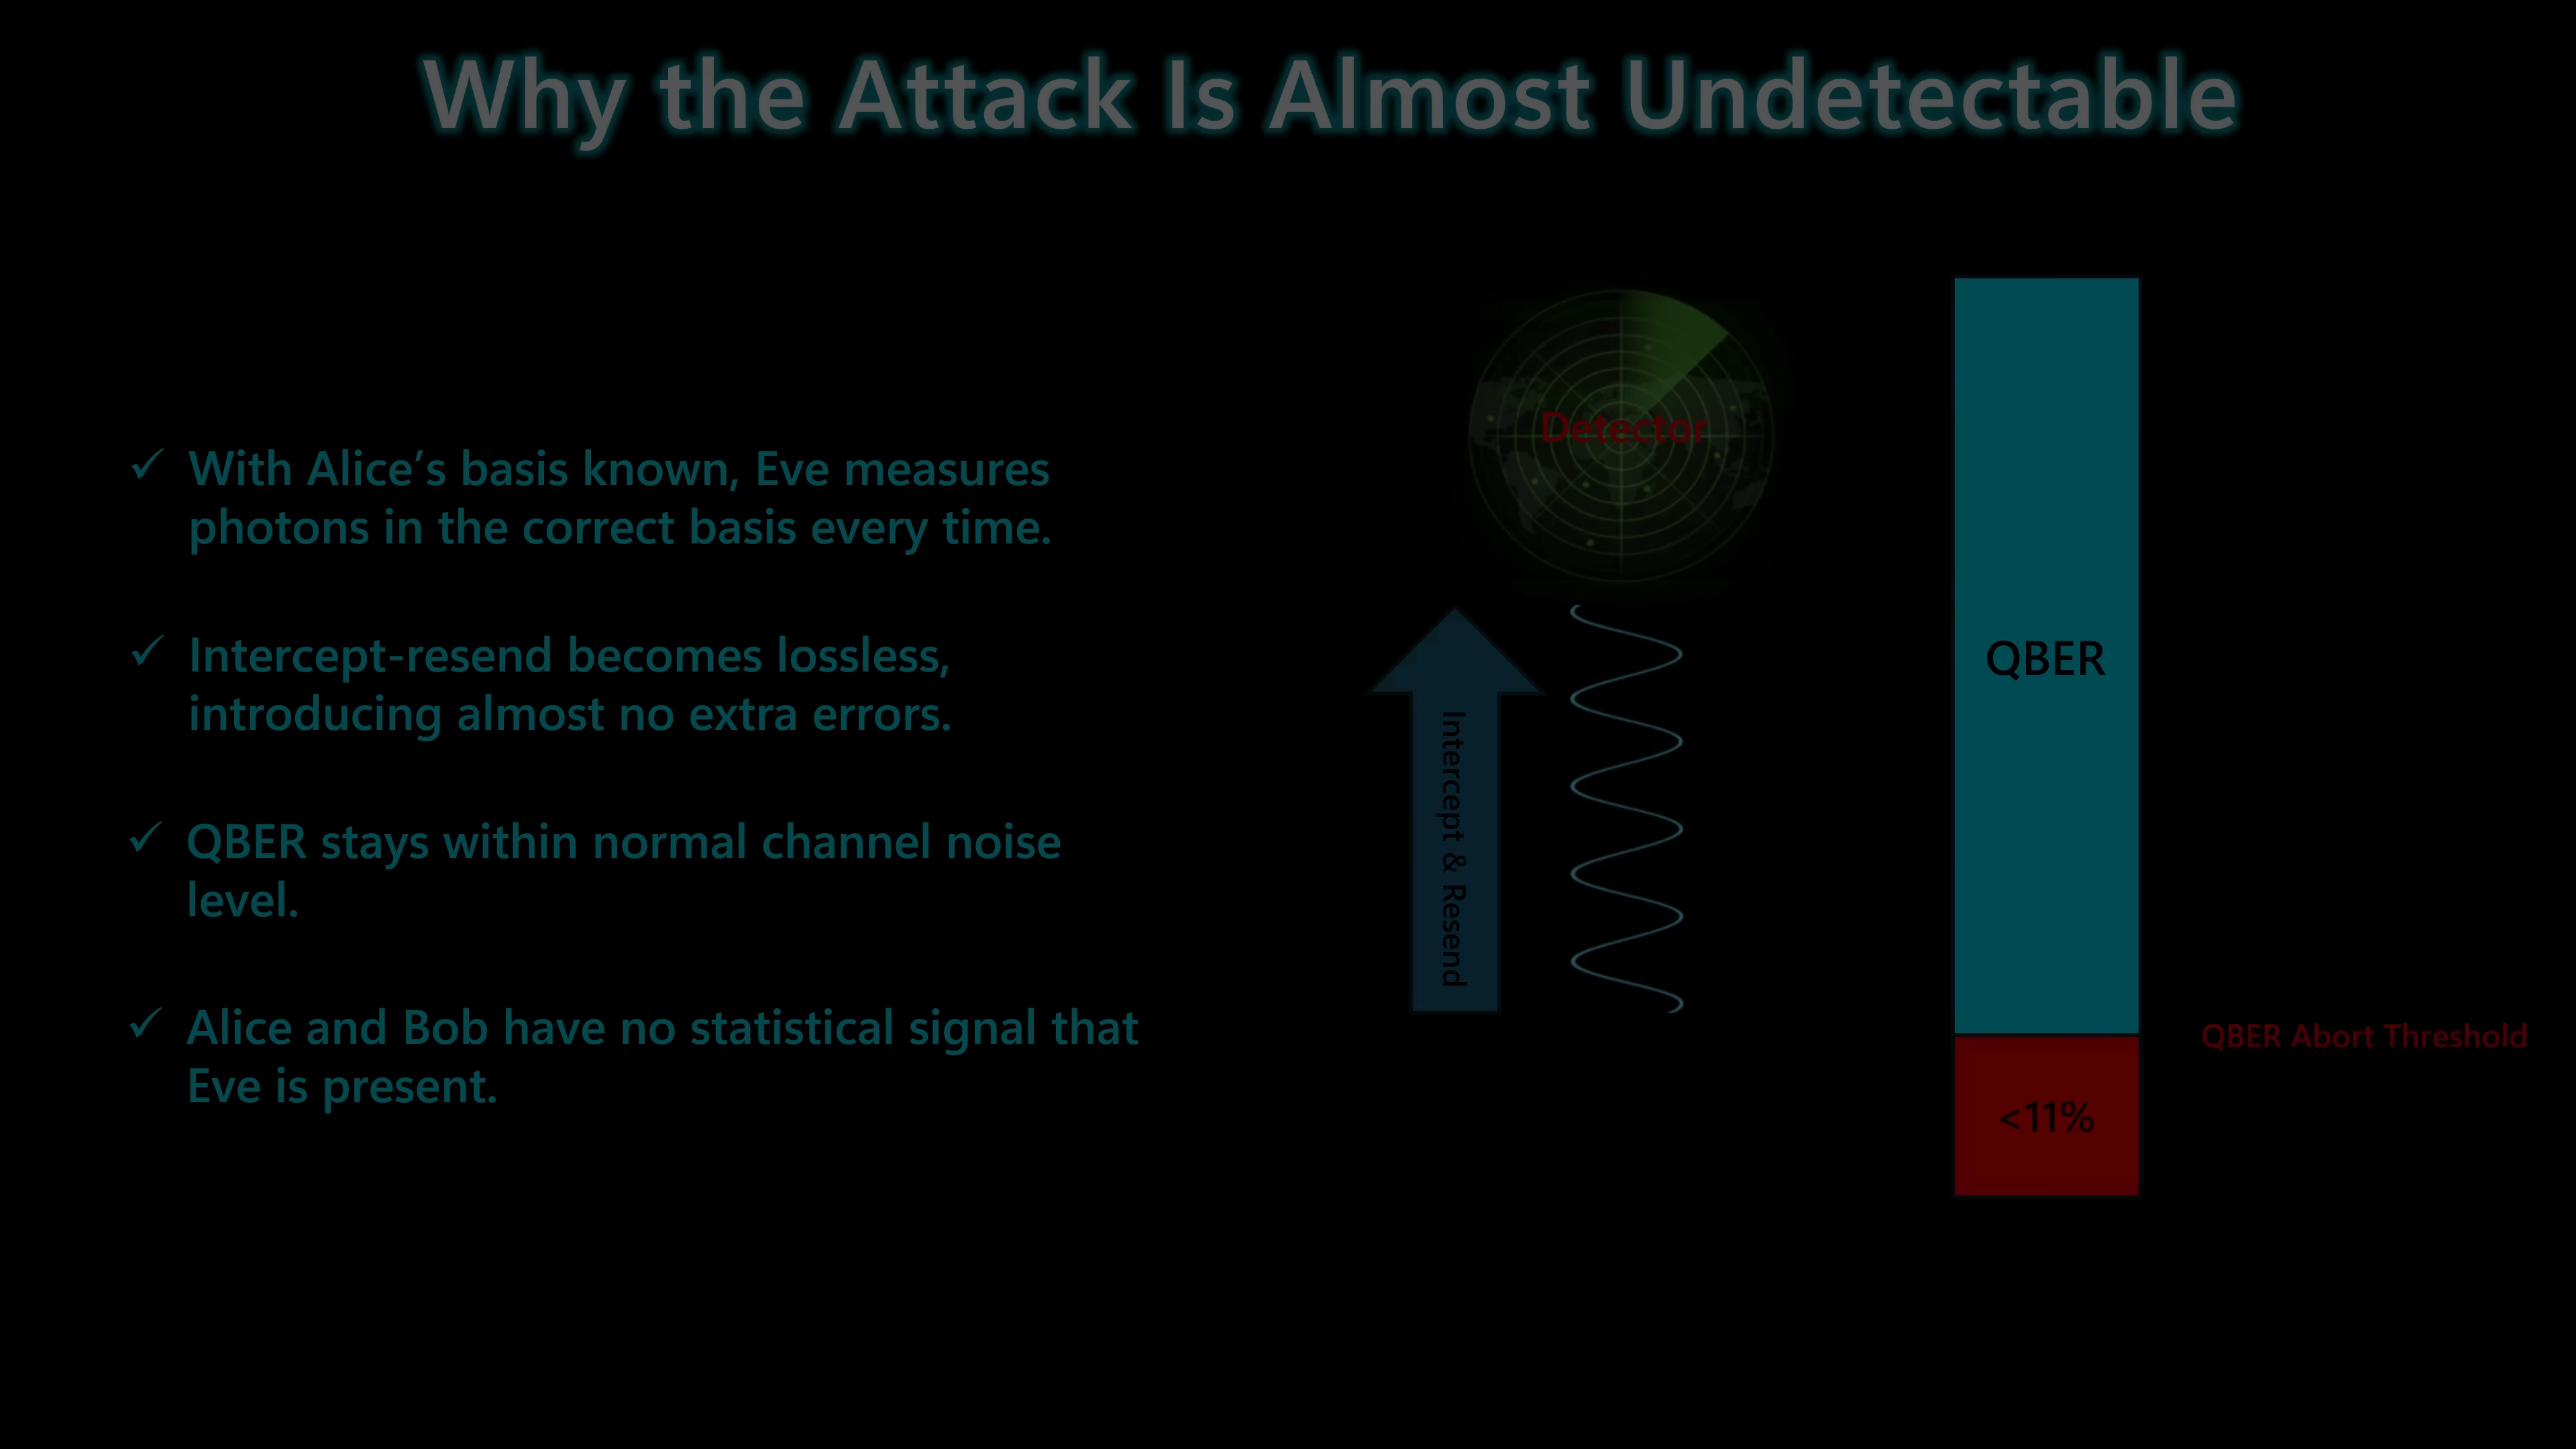 Why the Attack Is Almost Undetectable
✓ With Alice’s basis known, Eve measures
photons in the correct basis every time.
✓ Intercept-resend becomes lossless,
introducing almost no extra errors.
✓ QBER stays within normal channel noise
level.
✓ Alice and Bob have no statistical signal that
Eve is present.
Detector
Intercept & Resend
QBER
QBER Abort Threshold
<11%